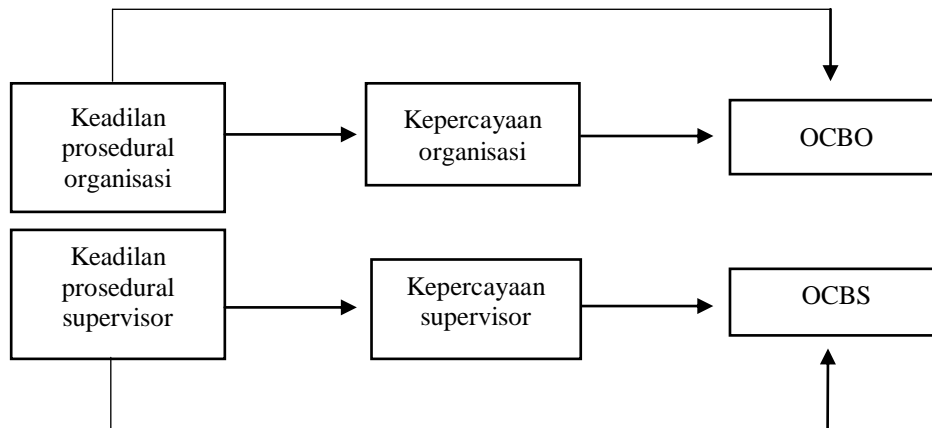 Keadilan
prosedural
organisasi
Kepercayaan
organisasi
OCBO
Keadilan
prosedural
supervisor
Kepercayaan
supervisor
OCBS